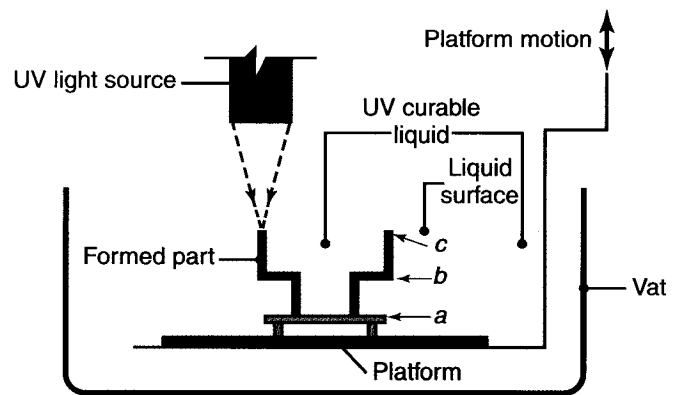 Platform motion
UV light source
UV curable
liquid
Liquid
surface
c
Formed part
b
Vat
a
Platform